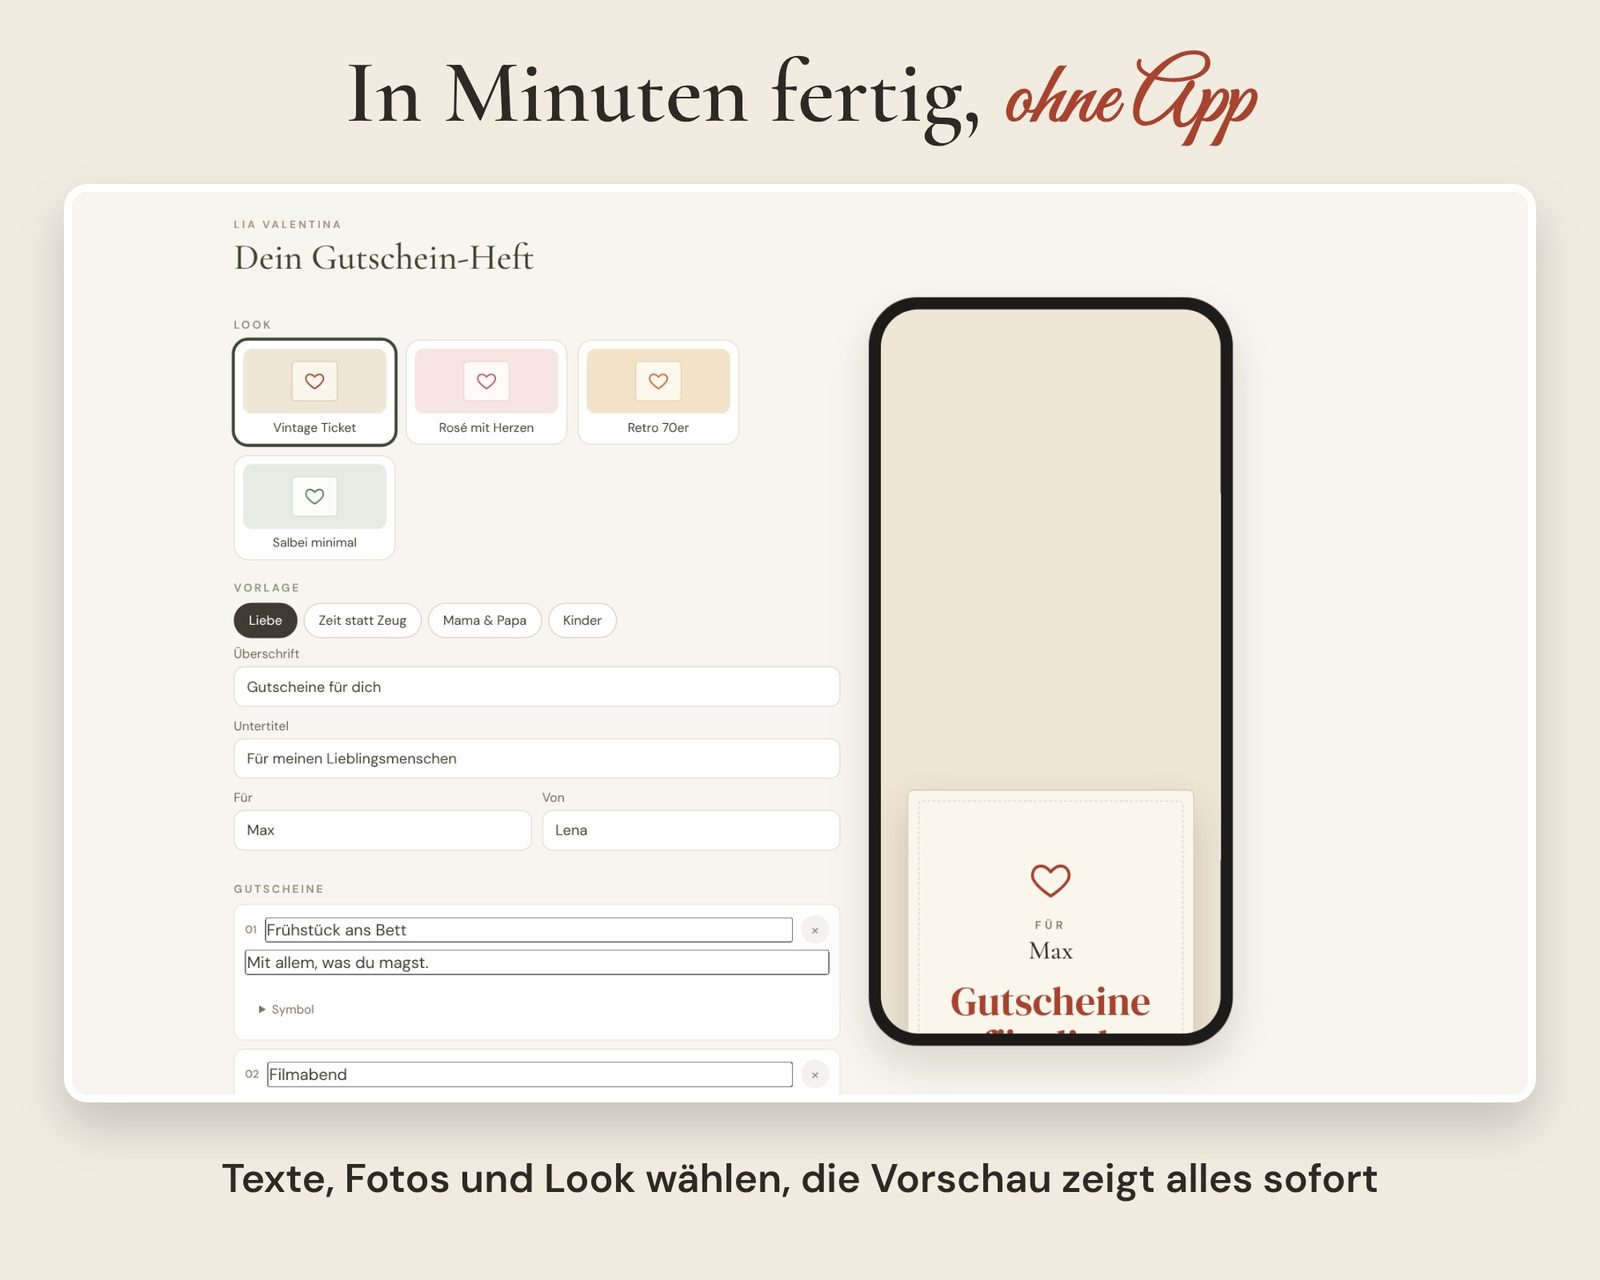 In Minuten fertig, ohne App
LIA VALENTINA
Dein Gutschein-Heft
LOOK
Vintage Ticket
Rosé mit Herzen
Retro 70er
Salbei minimal
VORLAGE
Liebe
Zeit statt Zeug
Mama & Papa
Kinder
Überschrift
Gutscheine für dich
Untertitel
Für meinen Lieblingsmenschen
Für
Von
Max
Lena
GUTSCHEINE
01 Frühstück ans Bett ×
Mit allem, was du magst.
Symbol
02 Filmabend ×
FÜR
Max
Gutscheine
Texte, Fotos und Look wählen, die Vorschau zeigt alles sofort